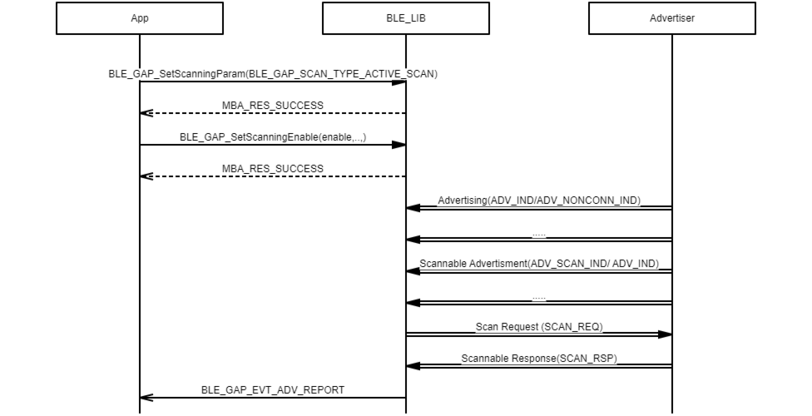 App
BLE_LIB
Advertiser
BLE_GAP_SetScanningParam(BLE_GAP_SCAN_TYPE_ACTIVE_SCAN)
MBA_RES_SUCCESS
BLE_GAP_SetScanningEnable(enable,..,)
MBA_RES_SUCCESS
Advertising(ADV_IND/ADV_NONCONN_IND)
.....
Scannable Advertisment(ADV_SCAN_IND/ ADV_IND)
.....
Scan Request (SCAN_REQ)
Scannable Response(SCAN_RSP)
BLE_GAP_EVT_ADV_REPORT